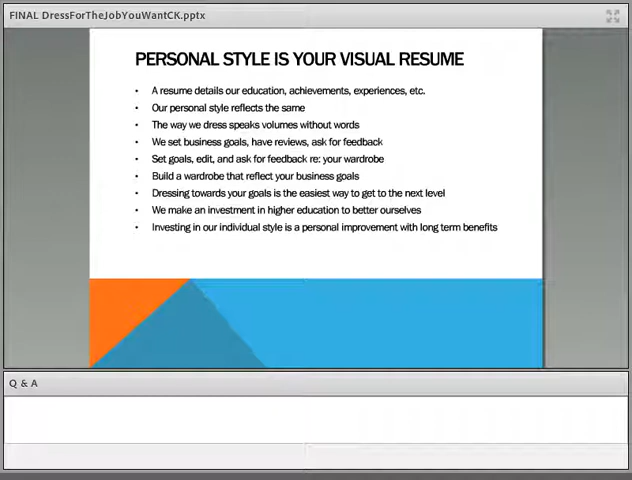 FINAL DressForTheJobYouWantCK.pptx
PERSONAL STYLE IS YOUR VISUAL RESUME
• A resume details our education, achievements, experiences, etc.
• Our personal style reflects the same
• The way we dress speaks volumes without words
• We set business goals, have reviews, ask for feedback
• Set goals, edit, and ask for feedback re: your wardrobe
• Build a wardrobe that reflect your business goals
• Dressing towards your goals is the easiest way to get to the next level
• We make an investment in higher education to better ourselves
• Investing in our individual style is a personal improvement with long term benefits
Q & A